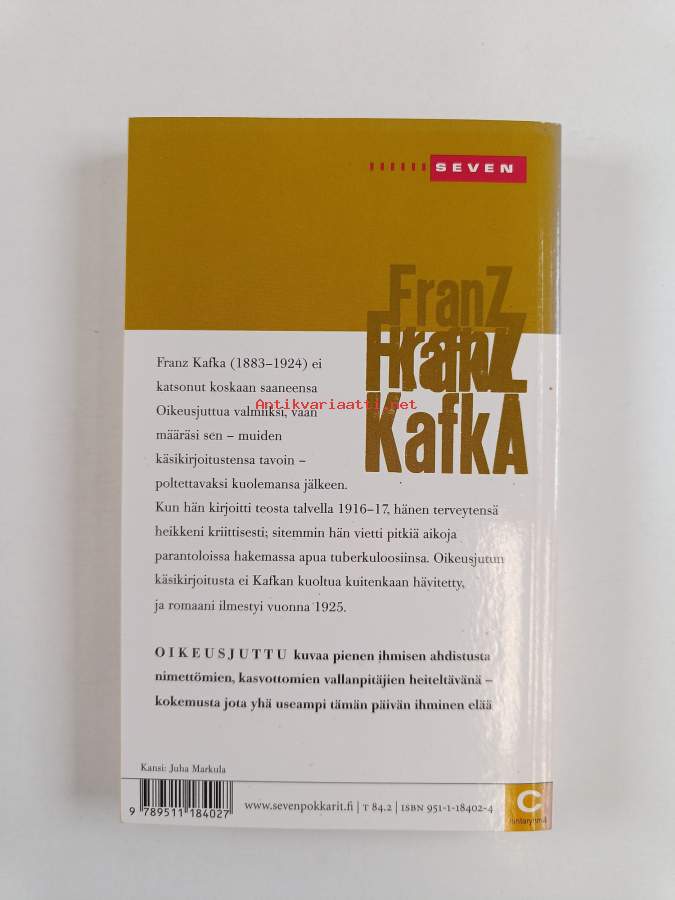 SEVEN
FranZ
FranZ
KafkA
Franz Kafka (1883–1924) ei
katsonut koskaan saaneensa
Oikeusjuttua valmiiksi, vaan
Antikvariaatti.net
määräsi sen – muiden
käsikirjoitustensa tavoin –
poltettavaksi kuolemansa jälkeen.
Kun hän kirjoitti teosta talvella 1916–17, hänen terveytensä
heikkeni kriittisesti; sitemmin hän vietti pitkiä aikoja
parantoloissa hakemassa apua tuberkuloosiinsa. Oikeusjutun
käsikirjoitusta ei Kafkan kuoltua kuitenkaan hävitetty,
ja romaani ilmestyi vuonna 1925.
OIKEUSJUTTU kuvaa pienen ihmisen ahdistusta
nimettömien, kasvottomien vallanpitäjien heiteltävänä –
kokemusta jota yhä useampi tämän päivän ihminen elää
Kansi: Juha Markula
9 789511 184027
www.sevenpokkarit.fi | T 84.2 | ISBN 951-1-18402-4
C